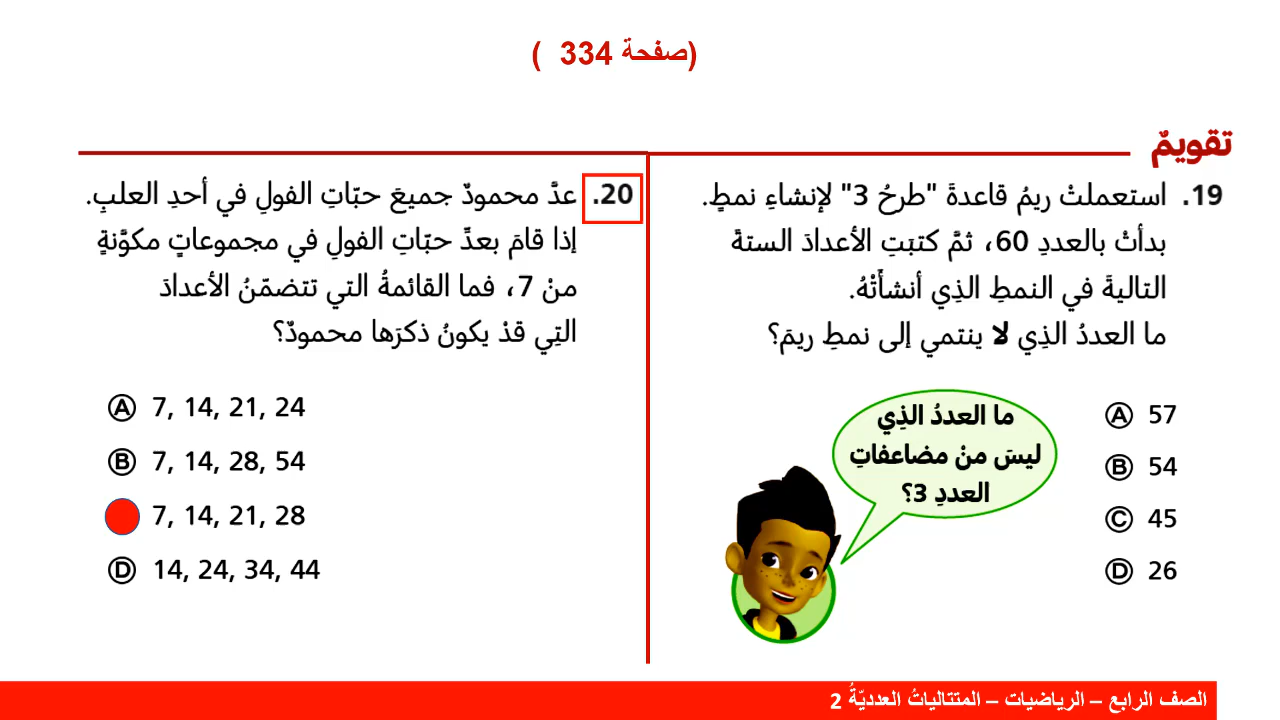 (صفحة 334 )
تقويمٌ
19. استعملتْ ريمُ قاعدةَ "طرحُ 3" لإنشاءِ نمطٍ.
بدأتْ بالعددِ 60، ثمَّ كتبتِ الأعدادَ الستةَ
التاليةَ في النمطِ الذِي أنشأَتْهُ.
ما العددُ الذِي لا ينتمي إلى نمطِ ريمَ؟
ما العددُ الذِي
ليسَ منْ مضاعفاتِ
العددِ 3؟
Ⓐ 57
Ⓑ 54
Ⓒ 45
Ⓓ 26
20. عدَّ محمودٌ جميعَ حبّاتِ الفولِ في أحدِ العلبِ.
إذا قامَ بعدِّ حبّاتِ الفولِ في مجموعاتٍ مكوَّنةٍ
منْ 7، فما القائمةُ التي تتضمّنُ الأعدادَ
التِي قدْ يكونُ ذكرَها محمودٌ؟
Ⓐ 7, 14, 21, 24
Ⓑ 7, 14, 28, 54
7, 14, 21, 28
Ⓓ 14, 24, 34, 44
الصف الرابع – الرياضيات – المتتالياتُ العدديّةُ 2